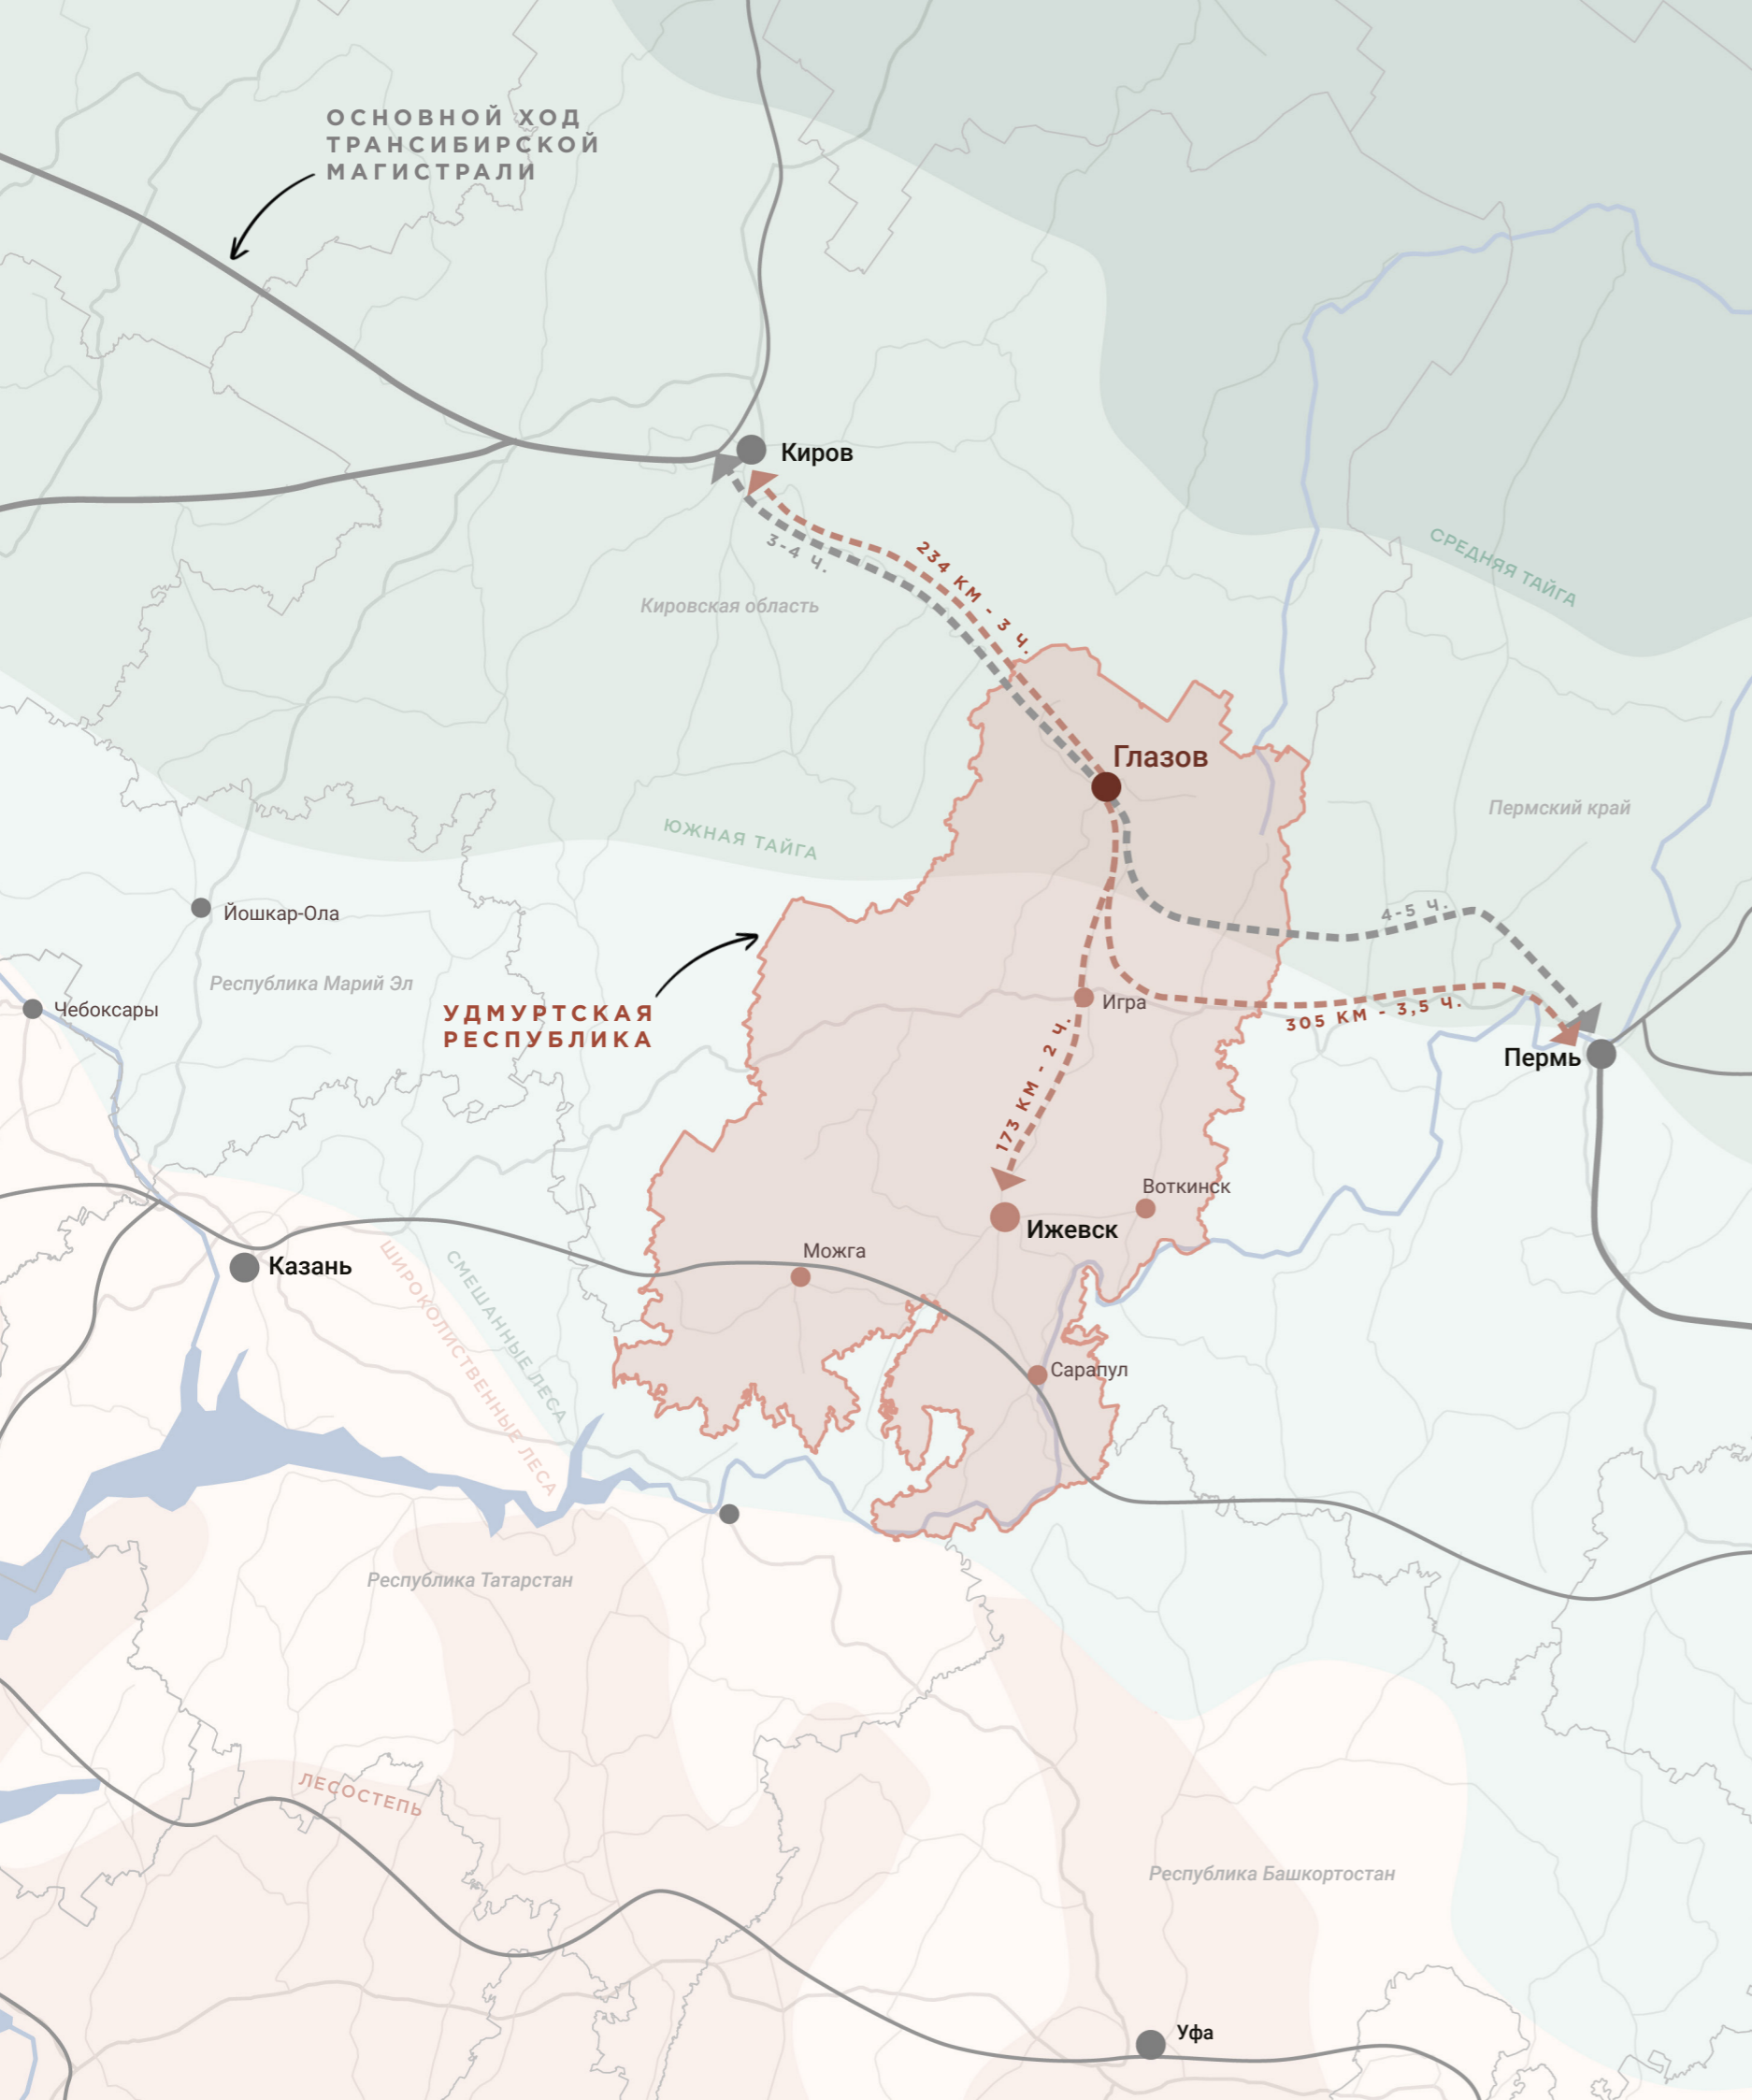 ОСНОВНОЙ ХОД
ТРАНСИБИРСКОЙ
МАГИСТРАЛИ
Киров
3-4 Ч.
234 КМ - 3 Ч.
СРЕДНЯЯ ТАЙГА
Кировская область
Глазов
Пермский край
ЮЖНАЯ ТАЙГА
Йошкар-Ола
4-5 Ч.
Республика Марий Эл
Чебоксары
УДМУРТСКАЯ
РЕСПУБЛИКА
Игра
305 КМ - 3,5 Ч.
Пермь
173 КМ - 2 Ч.
Воткинск
Ижевск
Можга
Казань
ШИРОКОЛИСТВЕННЫЕ ЛЕСА
СМЕШАННЫЕ ЛЕСА
Сарапул
Республика Татарстан
ЛЕСОСТЕПЬ
Республика Башкортостан
Уфа